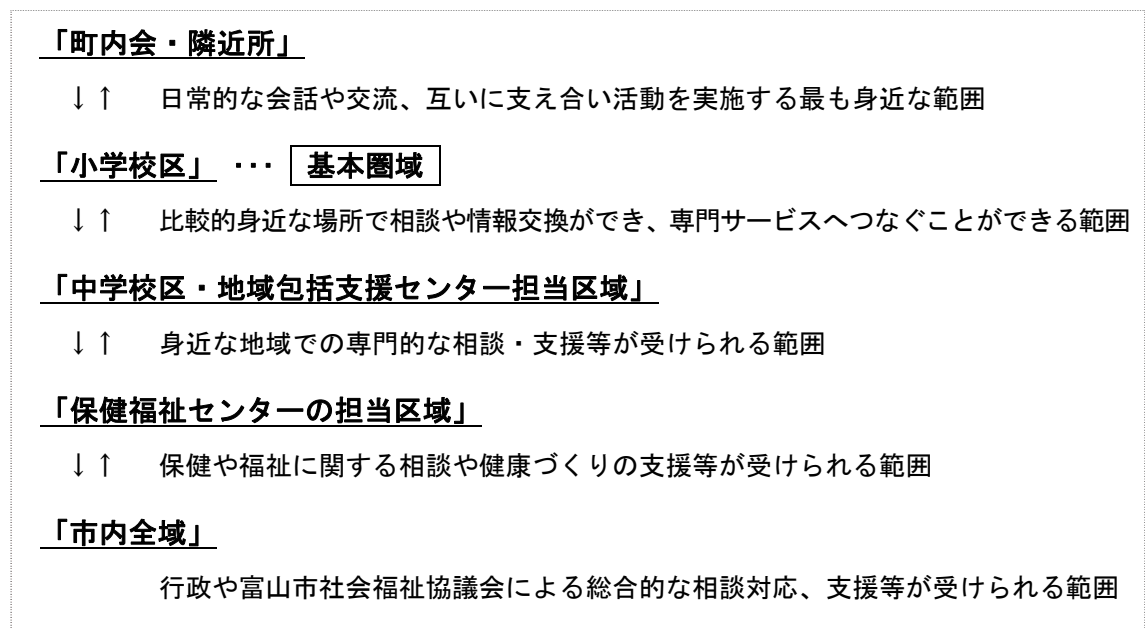 「町内会・隣近所」
↓↑ 日常的な会話や交流、互いに支え合い活動を実施する最も身近な範囲
「小学校区」 ･･･ 基本圏域
↓↑ 比較的身近な場所で相談や情報交換ができ、専門サービスへつなぐことができる範囲
「中学校区・地域包括支援センター担当区域」
↓↑ 身近な地域での専門的な相談・支援等が受けられる範囲
「保健福祉センターの担当区域」
↓↑ 保健や福祉に関する相談や健康づくりの支援等が受けられる範囲
「市内全域」
行政や富山市社会福祉協議会による総合的な相談対応、支援等が受けられる範囲